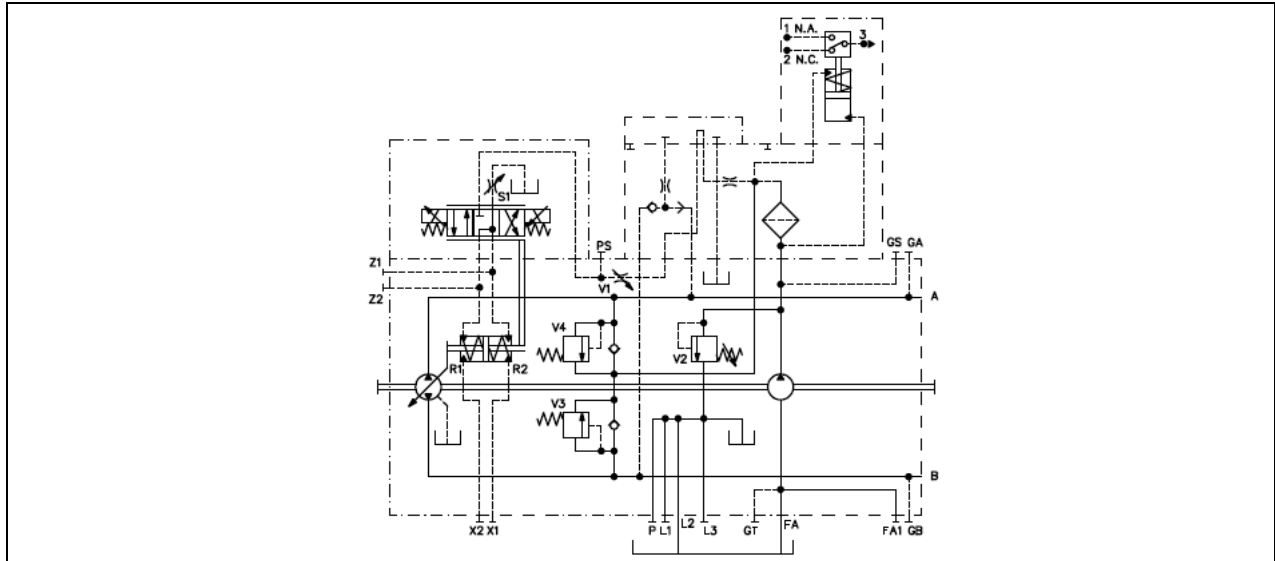 1 N.A.
3
2 N.C.
S1
PS
GS GA
Z1
V1
A
Z2
V4
V2
R1
R2
V3
B
X2 X1
P L1 L2 L3
GT
FA
FA1 GB